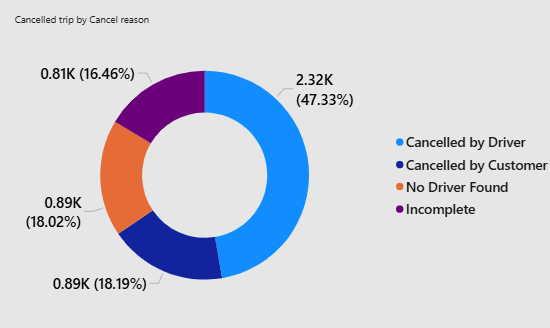 Cancelled trip by Cancel reason
0.81K (16.46%)
2.32K
(47.33%)
Cancelled by Driver
Cancelled by Customer
No Driver Found
Incomplete
0.89K
(18.02%)
0.89K (18.19%)